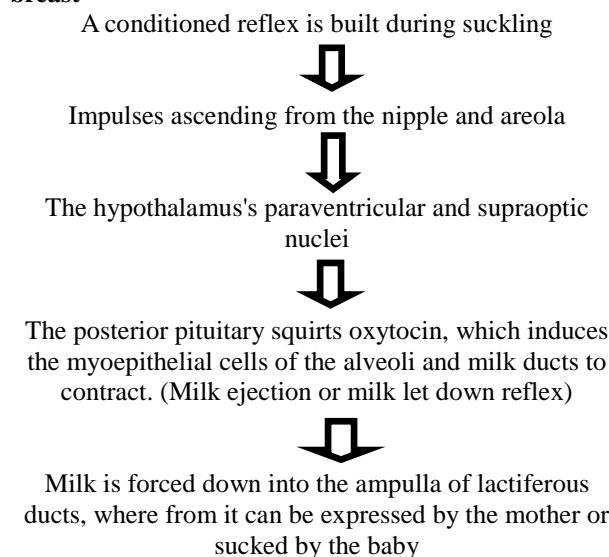 breast
A conditioned reflex is built during suckling
Impulses ascending from the nipple and areola
The hypothalamus's paraventricular and supraoptic
nuclei
The posterior pituitary squirts oxytocin, which induces
the myoepithelial cells of the alveoli and milk ducts to
contract. (Milk ejection or milk let down reflex)
Milk is forced down into the ampulla of lactiferous
ducts, where from it can be expressed by the mother or
sucked by the baby